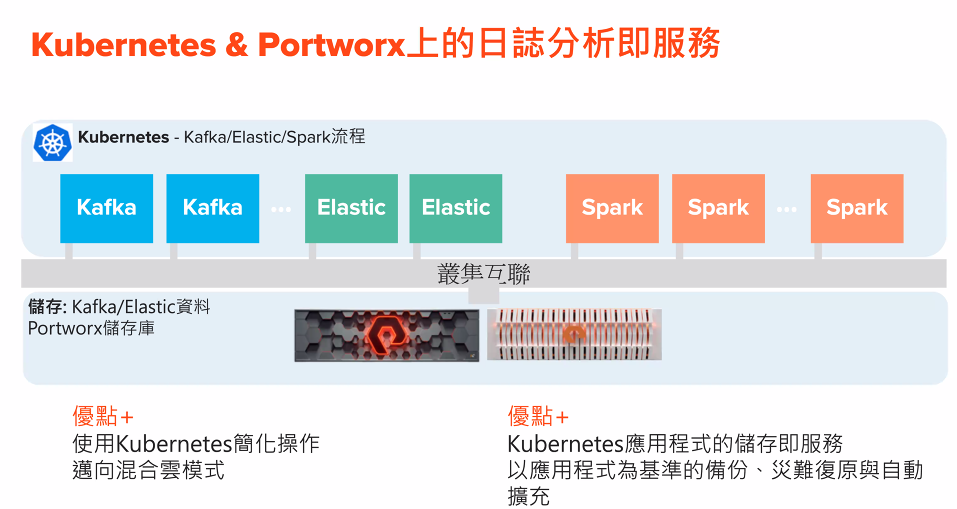 Kubernetes & Portworx上的日誌分析即服務
Kubernetes - Kafka/Elastic/Spark流程
Kafka
Kafka
...
Elastic
Elastic
Spark
Spark
...
Spark
叢集互聯
儲存: Kafka/Elastic資料
Portworx儲存庫
優點+
使用Kubernetes簡化操作
邁向混合雲模式
優點+
Kubernetes應用程式的儲存即服務
以應用程式為基準的備份、災難復原與自動
擴充